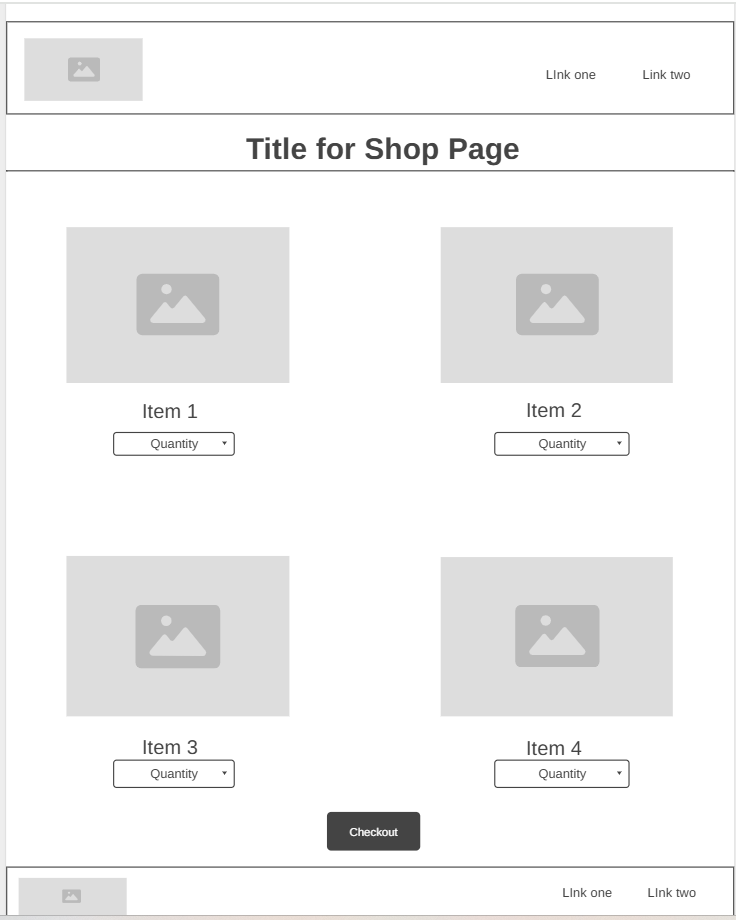 LInk one Link two
Title for Shop Page
Item 1 Item 2
Quantity Quantity
Item 3 Item 4
Quantity Quantity
Checkout
LInk one LInk two